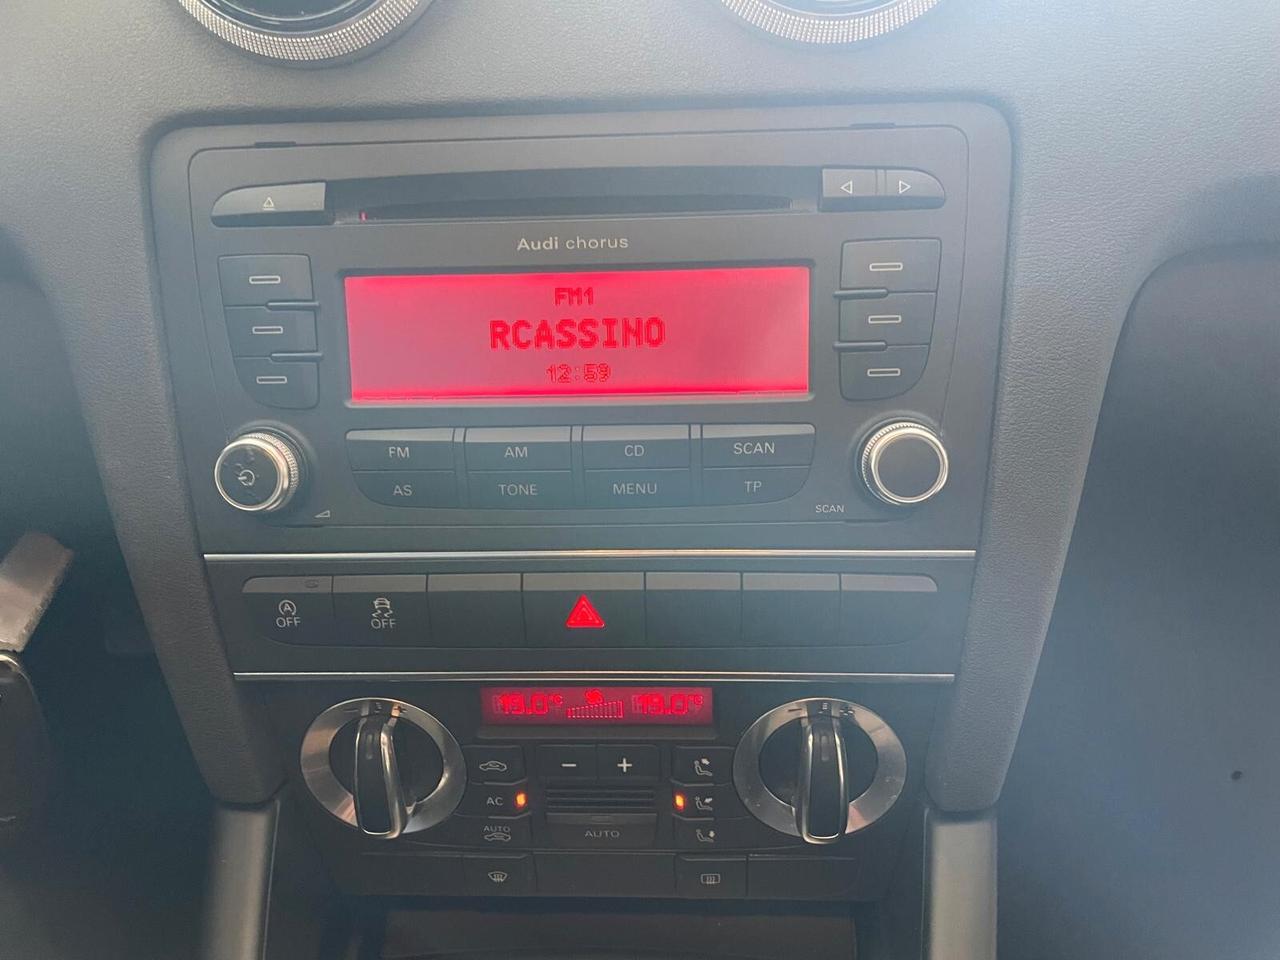 Audi chorus
FM1
RCASSINO
12:59
FM AM CD SCAN
AS TONE MENU TP
SCAN
A
OFF OFF
19.0°C 19.0°C
- +
AC
AUTO AUTO